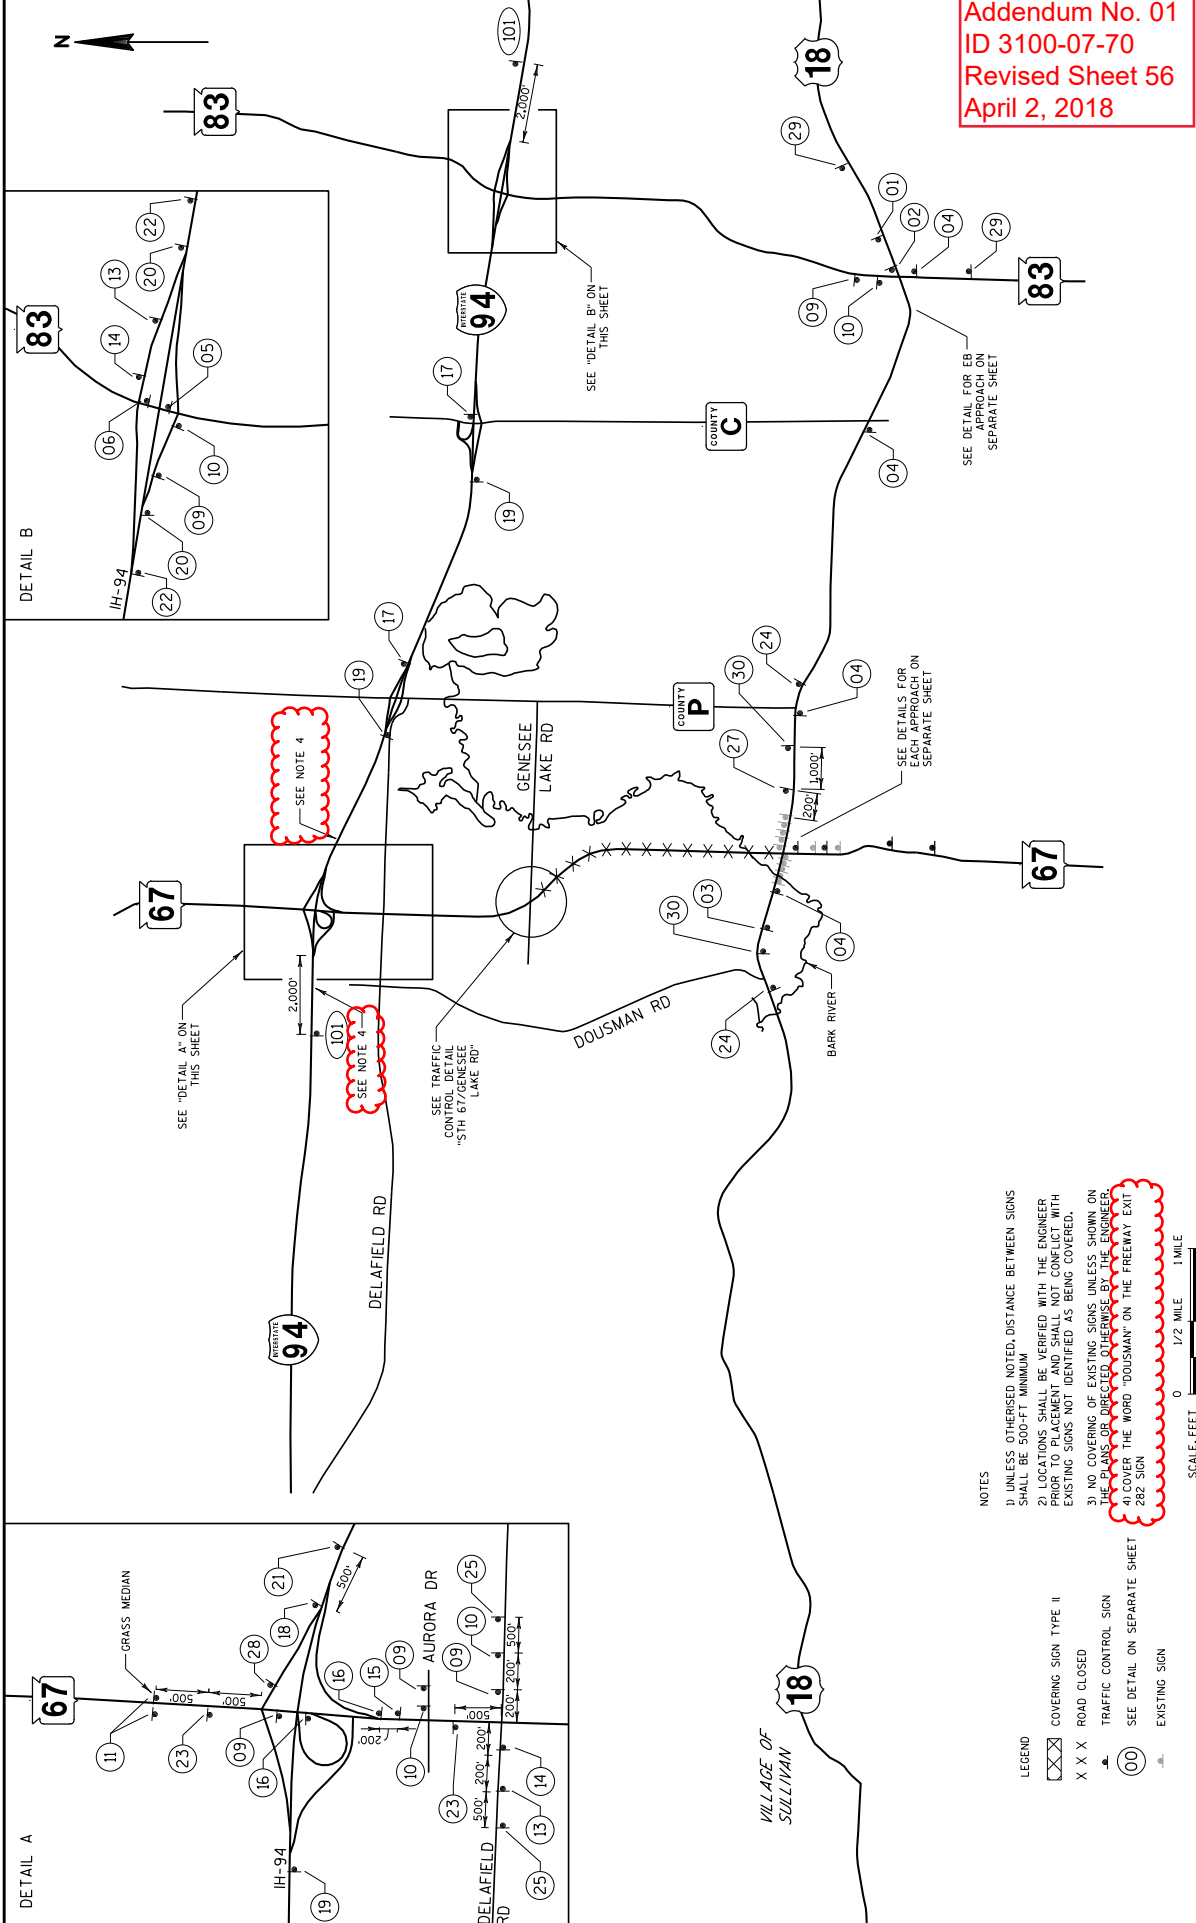 Addendum No. 01
ID 3100-07-70
Revised Sheet 56
April 2, 2018
N
DETAIL A
67
GRASS MEDIAN
11
23
09
16
28
18
21
500'
500'
500'
16
15
09
200'
10
AURORA DR
23
500'
IH-94
19
DELAFIELD
RD
25
13
14
500'
200'
200'
200'
200'
500'
09
10
25
DETAIL B
83
IH-94
22
20
09
10
06
14
05
13
20
22
INTERSTATE
94
DELAFIELD RD
SEE "DETAIL A" ON
THIS SHEET
67
2,000'
101
SEE NOTE 4
SEE NOTE 4
SEE TRAFFIC
CONTROL DETAIL
"STH 67/GENESEE
LAKE RD"
GENESEE
LAKE RD
DOUSMAN RD
19
17
19
17
INTERSTATE
94
SEE "DETAIL B" ON
THIS SHEET
83
2,000'
101
COUNTY
P
COUNTY
C
VILLAGE OF
SULLIVAN
18
24
30
03
04
BARK RIVER
27
30
24
04
200'
1,000'
SEE DETAILS FOR
EACH APPROACH ON
SEPARATE SHEET
67
04
SEE DETAIL FOR EB
APPROACH ON
SEPARATE SHEET
09
10
01
02
04
29
29
83
18
LEGEND
COVERING SIGN TYPE II
X X X ROAD CLOSED
TRAFFIC CONTROL SIGN
00 SEE DETAIL ON SEPARATE SHEET
EXISTING SIGN
NOTES
1) UNLESS OTHERISED NOTED, DISTANCE BETWEEN SIGNS
SHALL BE 500-FT MINIMUM
2) LOCATIONS SHALL BE VERIFIED WITH THE ENGINEER
PRIOR TO PLACEMENT AND SHALL NOT CONFLICT WITH
EXISTING SIGNS NOT IDENTIFIED AS BEING COVERED.
3) NO COVERING OF EXISTING SIGNS UNLESS SHOWN ON
THE PLANS OR DIRECTED OTHERWISE BY THE ENGINEER.
4) COVER THE WORD "DOUSMAN" ON THE FREEWAY EXIT
282 SIGN
0 1/2 MILE 1 MILE
SCALE, FEET